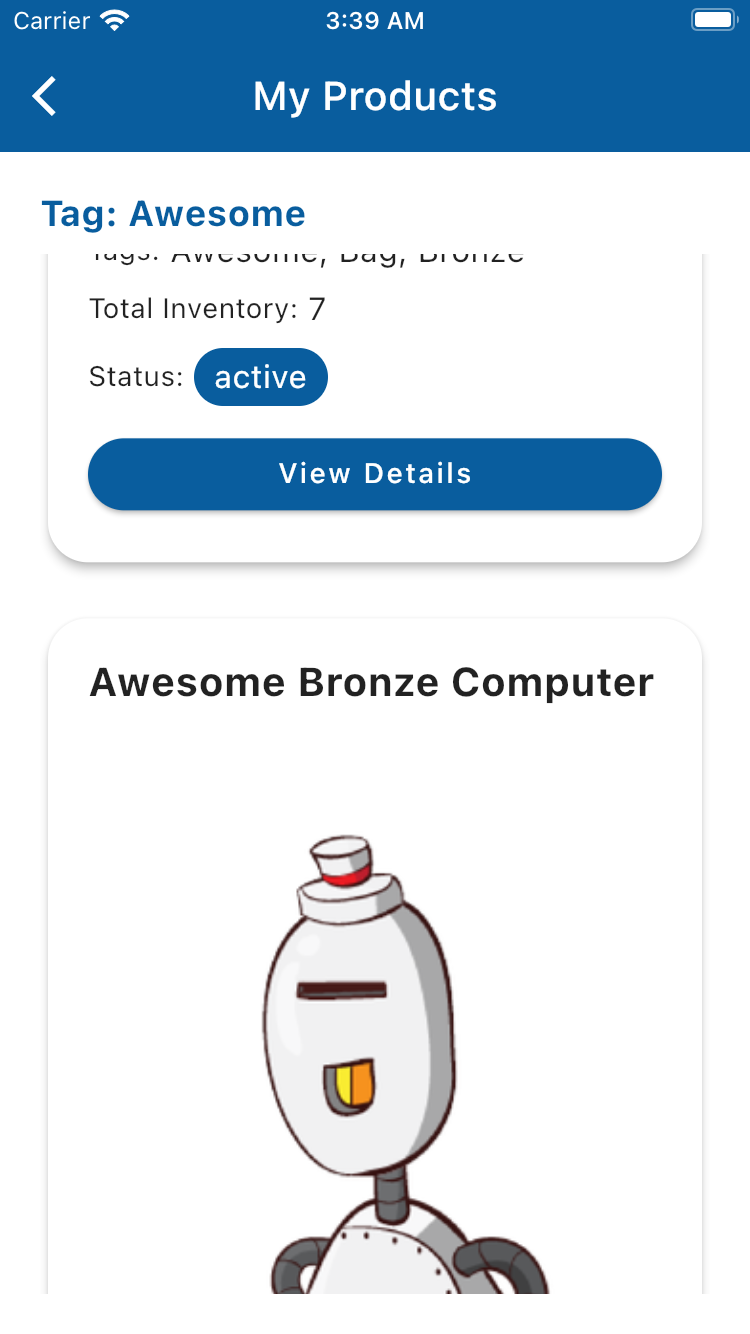 Carrier 3:39 AM
My Products
Tag: Awesome
Tags: Awesome, Bag, Bronze
Total Inventory: 7
Status: active
View Details
Awesome Bronze Computer